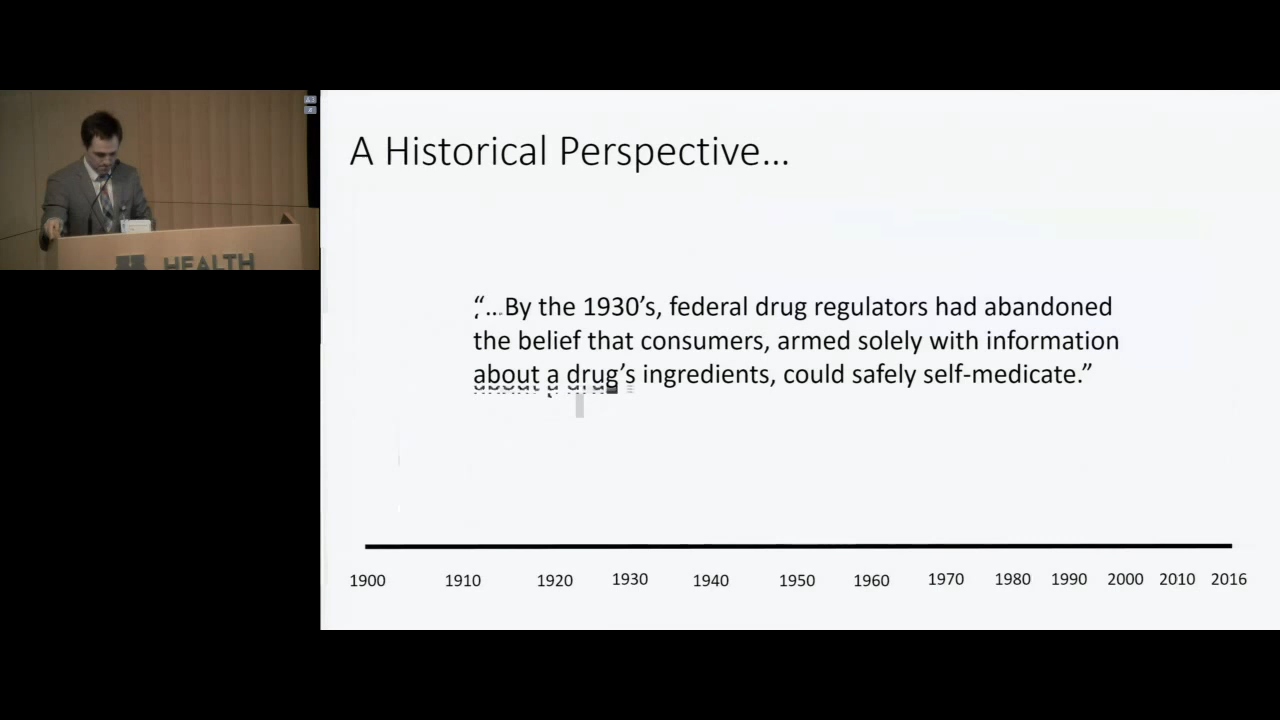 A Historical Perspective...
“...By the 1930’s, federal drug regulators had abandoned
the belief that consumers, armed solely with information
about a drug’s ingredients, could safely self-medicate.”
1900 1910 1920 1930 1940 1950 1960 1970 1980 1990 2000 2010 2016
HEALTH